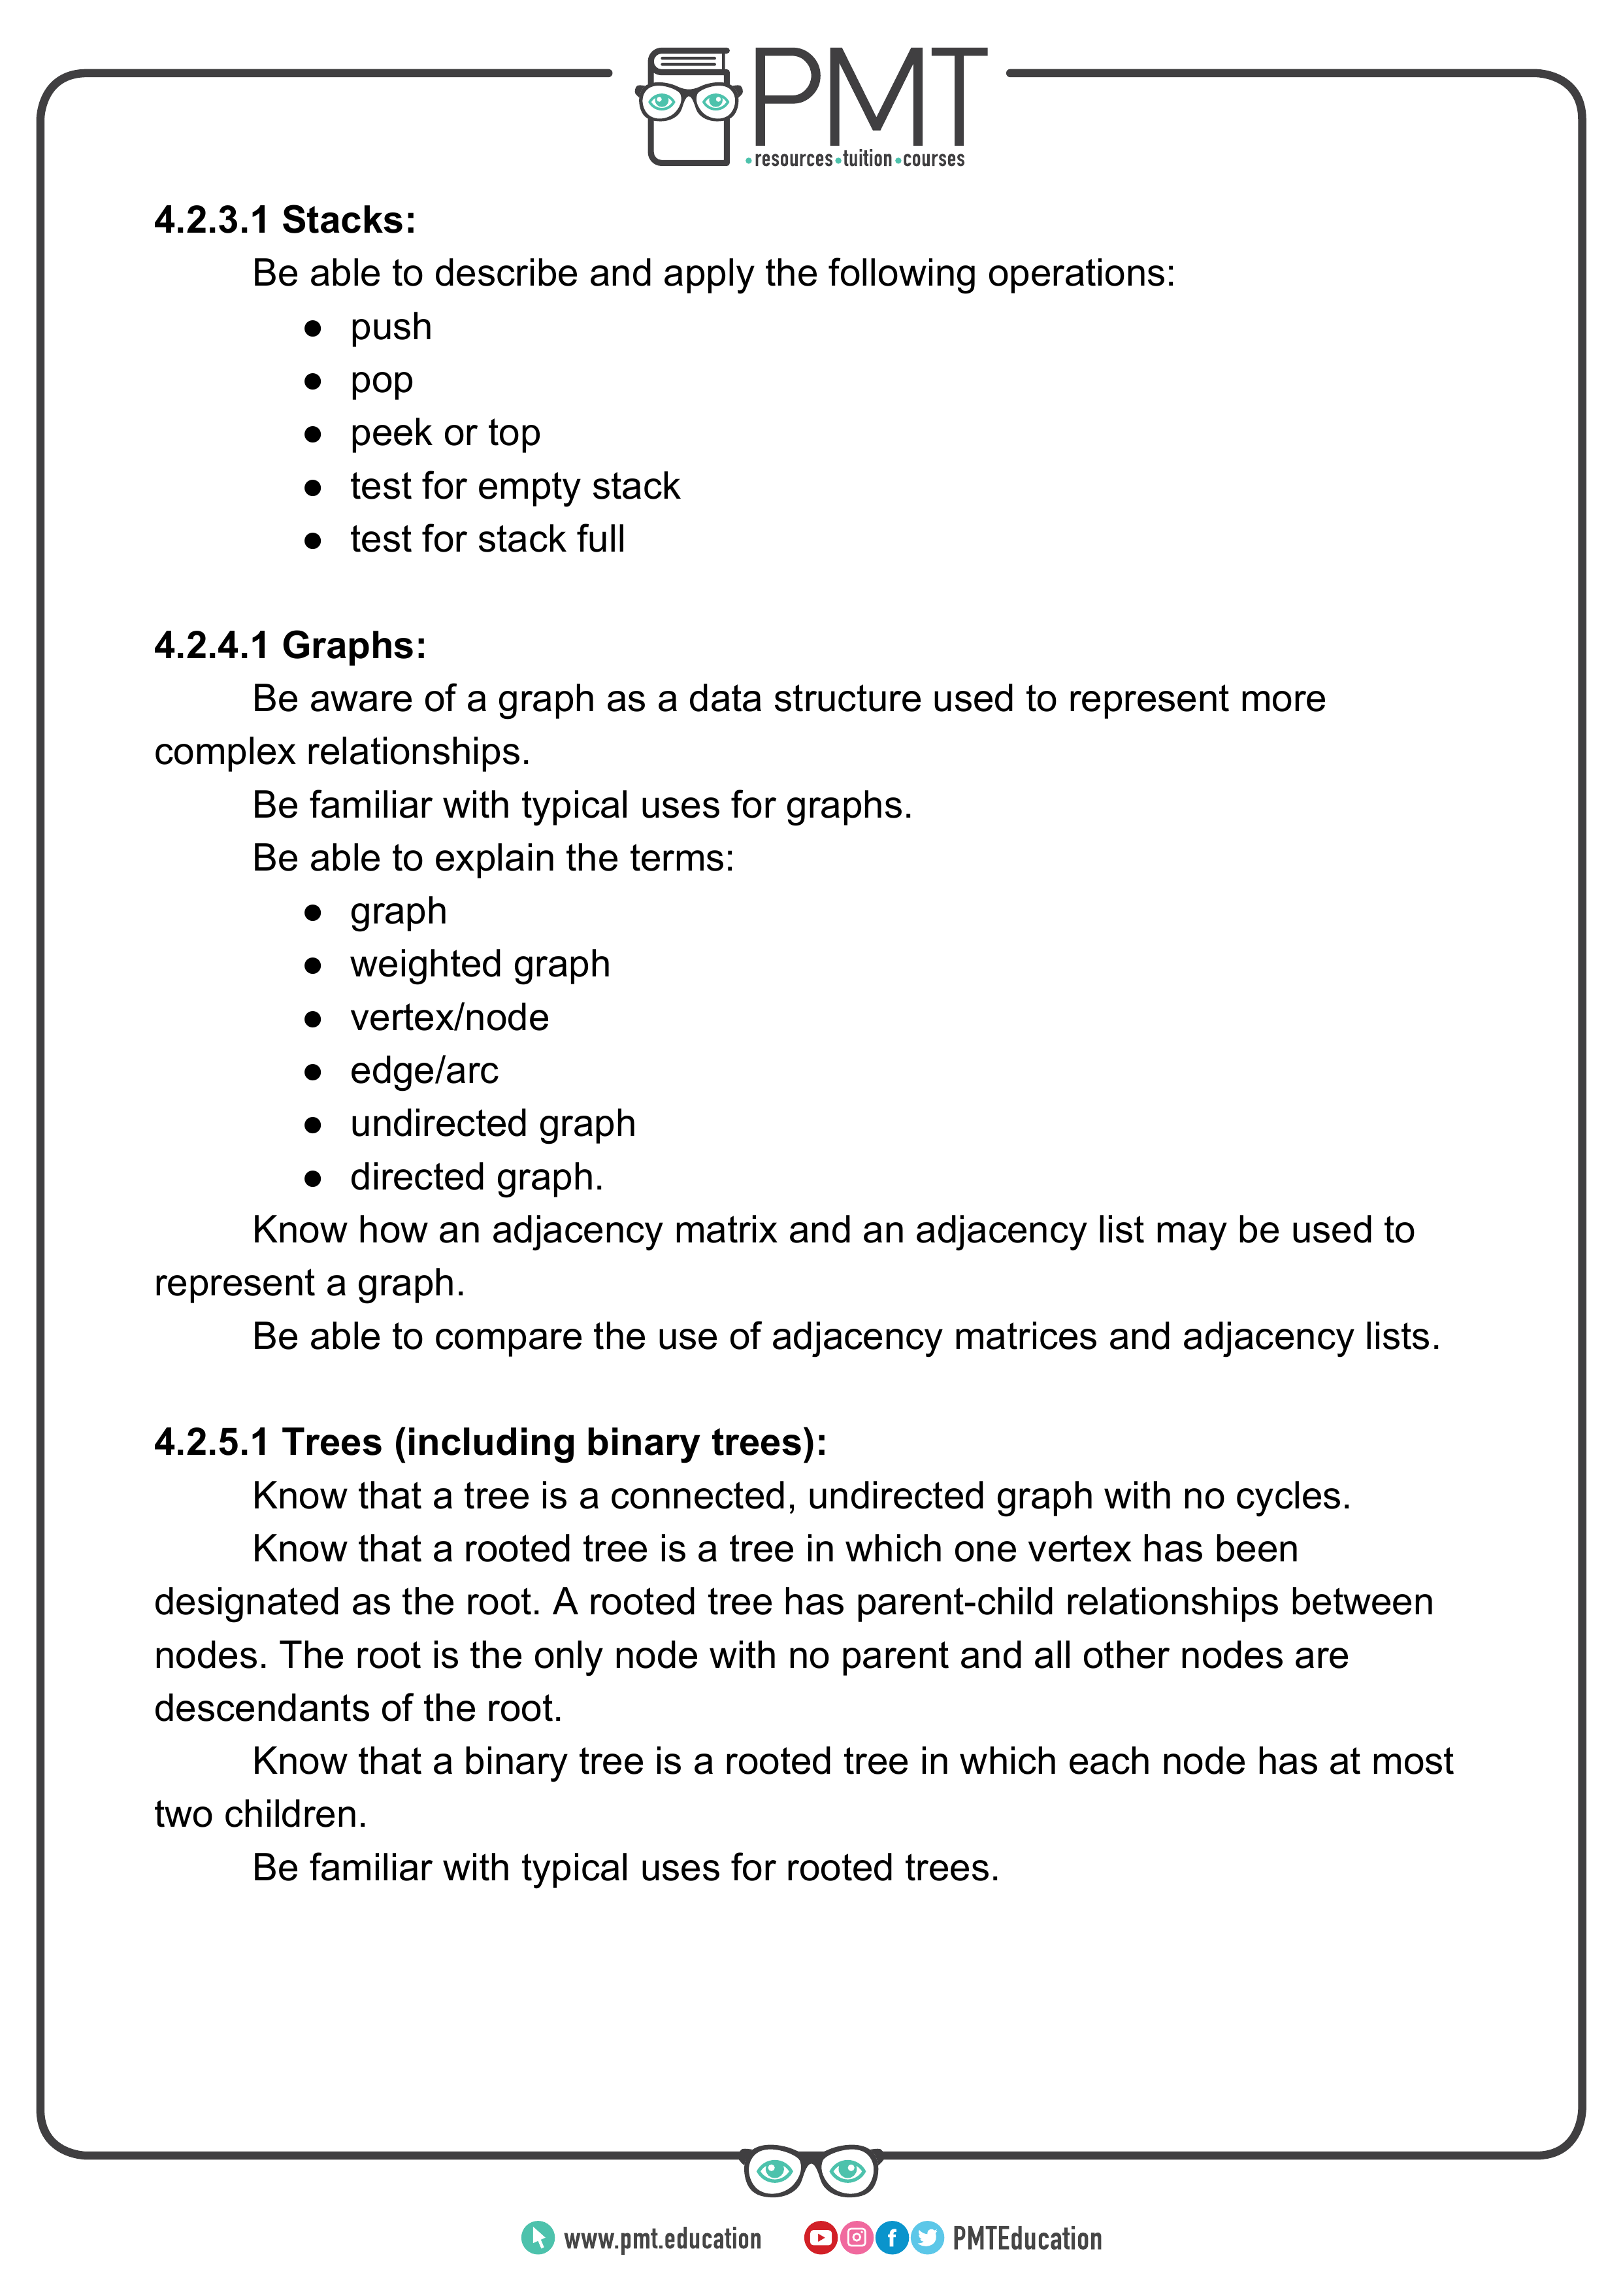 PMT
resources tuition courses
4.2.3.1 Stacks:
Be able to describe and apply the following operations:
● push
● pop
● peek or top
● test for empty stack
● test for stack full
4.2.4.1 Graphs:
Be aware of a graph as a data structure used to represent more
complex relationships.
Be familiar with typical uses for graphs.
Be able to explain the terms:
● graph
● weighted graph
● vertex/node
● edge/arc
● undirected graph
● directed graph.
Know how an adjacency matrix and an adjacency list may be used to
represent a graph.
Be able to compare the use of adjacency matrices and adjacency lists.
4.2.5.1 Trees (including binary trees):
Know that a tree is a connected, undirected graph with no cycles.
Know that a rooted tree is a tree in which one vertex has been
designated as the root. A rooted tree has parent-child relationships between
nodes. The root is the only node with no parent and all other nodes are
descendants of the root.
Know that a binary tree is a rooted tree in which each node has at most
two children.
Be familiar with typical uses for rooted trees.
www.pmt.education PMTEducation